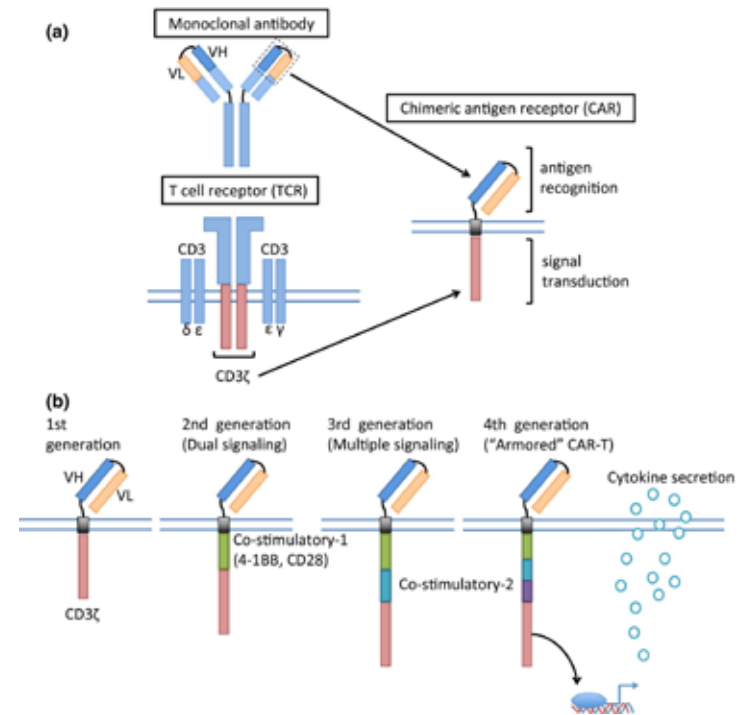 (a)
Monoclonal antibody
VH
VL
Chimeric antigen receptor (CAR)
antigen
recognition
T cell receptor (TCR)
CD3
CD3
signal
transduction
δ ε
ε γ
CD3ζ
(b)
1st
generation
2nd generation
(Dual signaling)
3rd generation
(Multiple signaling)
4th generation
("Armored" CAR-T)
Cytokine secretion
VH
VL
Co-stimulatory-1
(4-1BB, CD28)
Co-stimulatory-2
CD3ζ